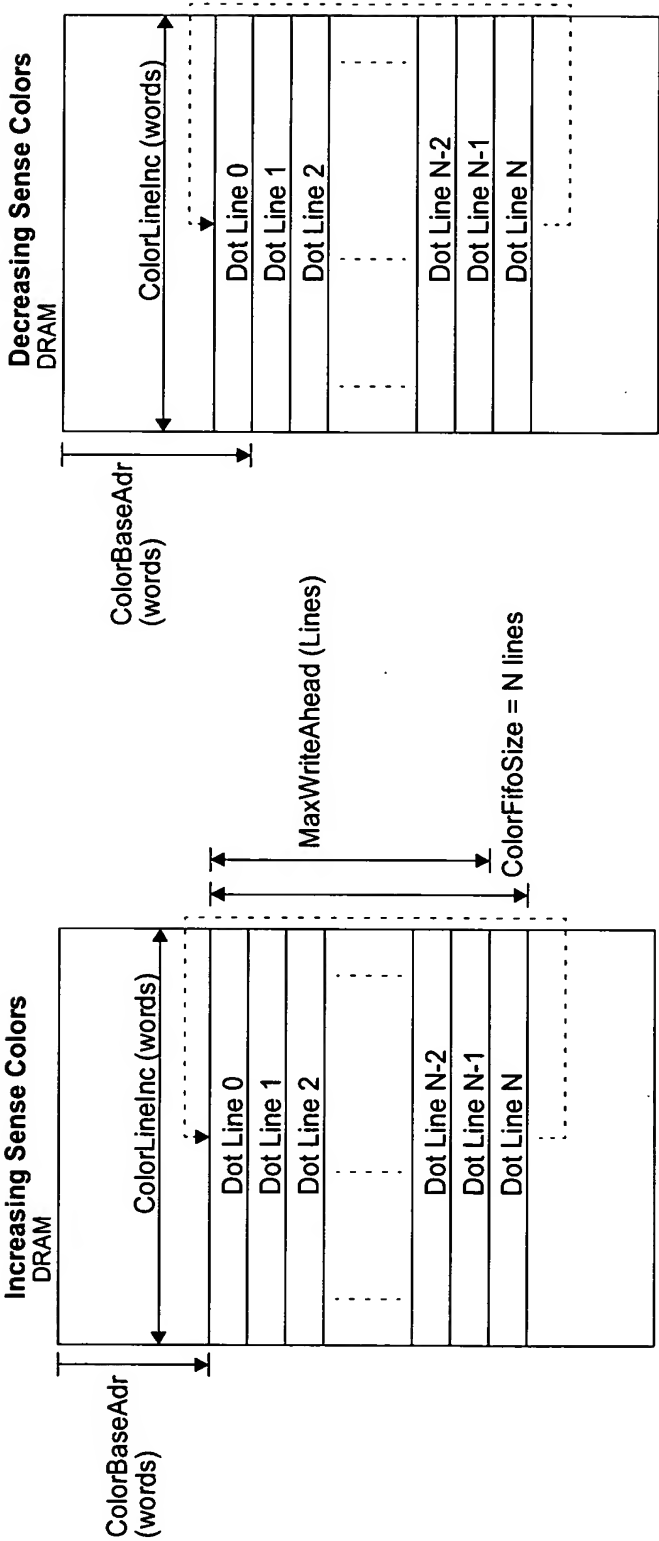 Increasing Sense Colors
DRAM
ColorBaseAdr
(words)
ColorLineInc (words)
Dot Line 0
Dot Line 1
Dot Line 2
Dot Line N-2
Dot Line N-1
Dot Line N
MaxWriteAhead (Lines)
ColorFifoSize = N lines
Decreasing Sense Colors
DRAM
ColorBaseAdr
(words)
ColorLineInc (words)
Dot Line 0
Dot Line 1
Dot Line 2
Dot Line N-2
Dot Line N-1
Dot Line N